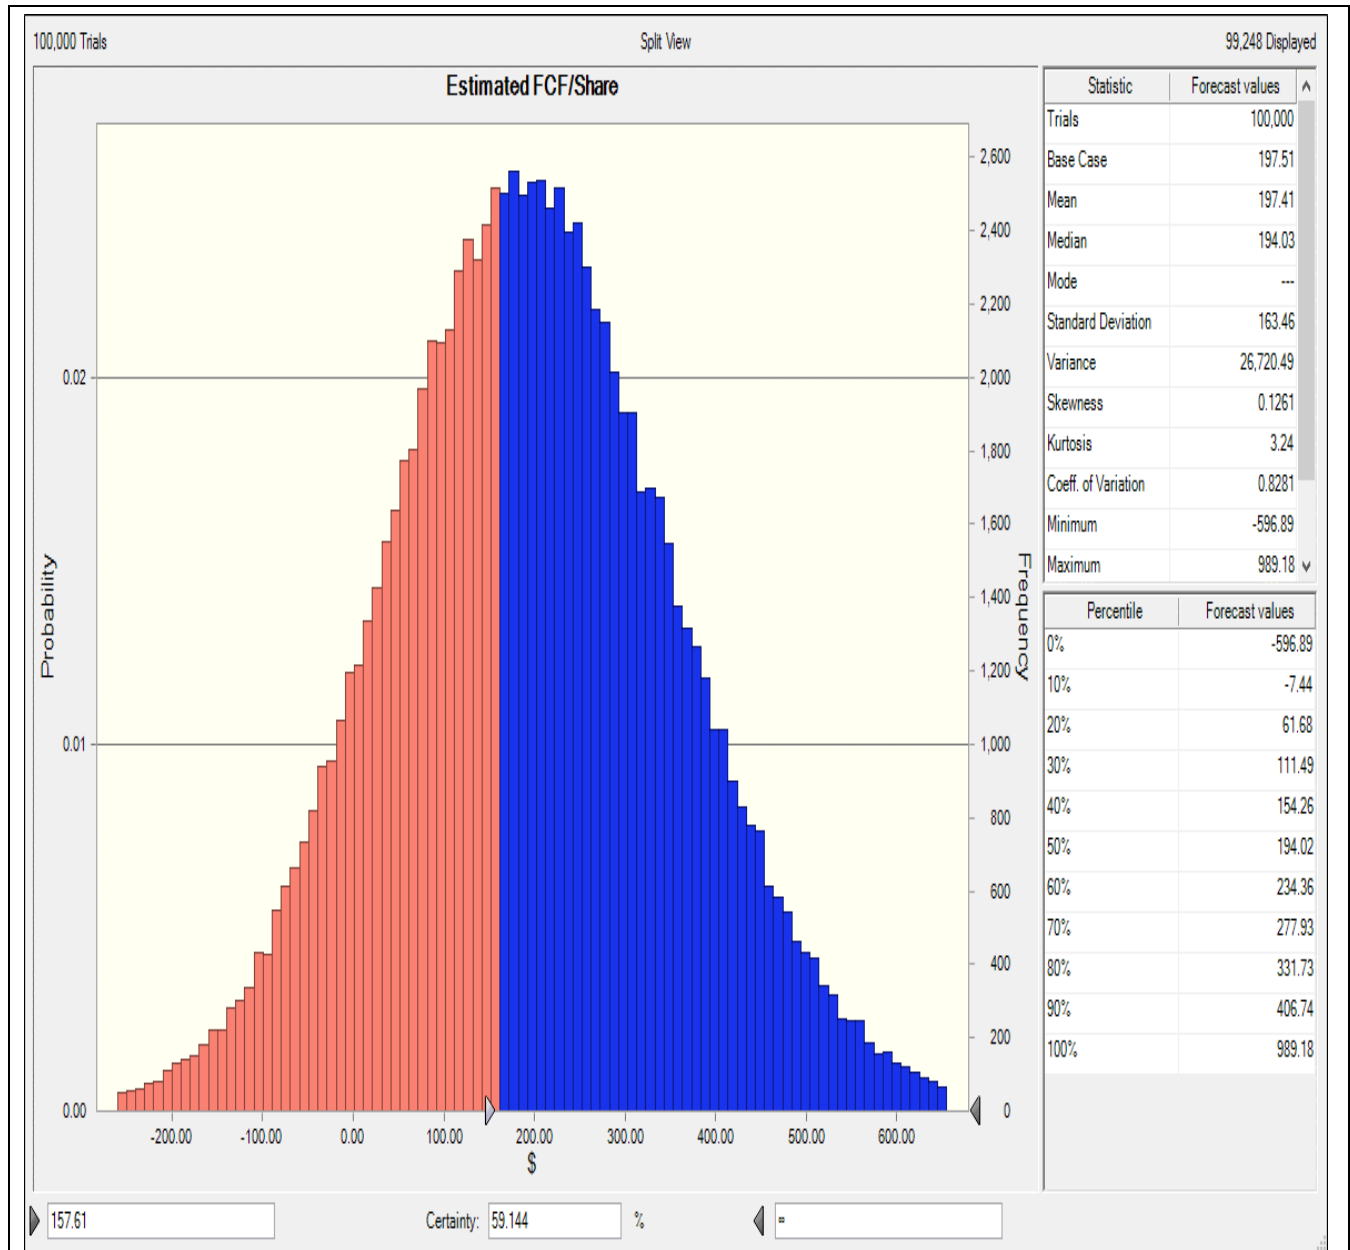 100,000 Trials Split View 99,248 Displayed
Estimated FCF/Share
Probability
0.02
0.01
0.00
2,600
2,400
2,200
2,000
1,800
1,600
1,400
1,200
1,000
800
600
400
200
0
Frequency
-200.00 -100.00 0.00 100.00 200.00 300.00 400.00 500.00 600.00
$
Statistic Forecast values
Trials 100,000
Base Case 197.51
Mean 197.41
Median 194.03
Mode ---
Standard Deviation 163.46
Variance 26,720.49
Skewness 0.1261
Kurtosis 3.24
Coeff. of Variation 0.8281
Minimum -596.89
Maximum 989.18
Percentile Forecast values
0% -596.89
10% -7.44
20% 61.68
30% 111.49
40% 154.26
50% 194.02
60% 234.36
70% 277.93
80% 331.73
90% 406.74
100% 989.18
157.61 Certainty: 59.144 % ∞